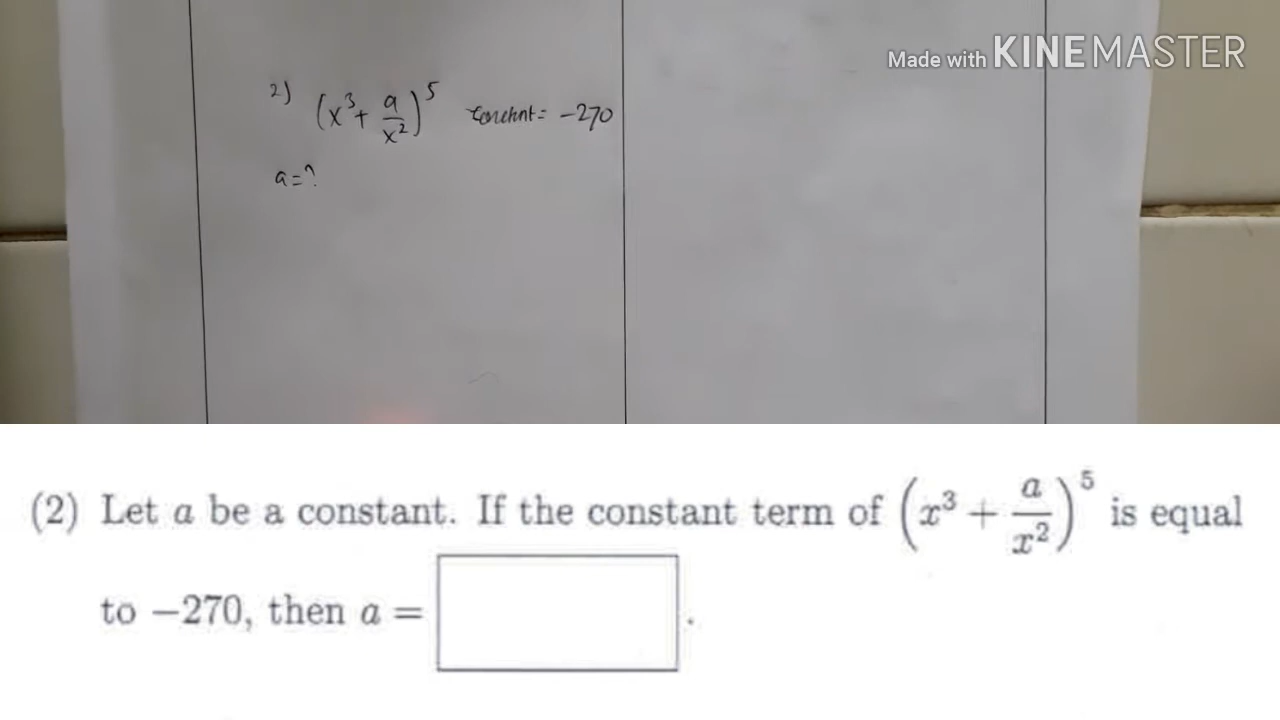 Made with KINEMASTER
2) (x³ + a/x²)⁵ constnt = -270
a = ?
(2) Let a be a constant. If the constant term of (x³ + a/x²)⁵ is equal
to −270, then a = .